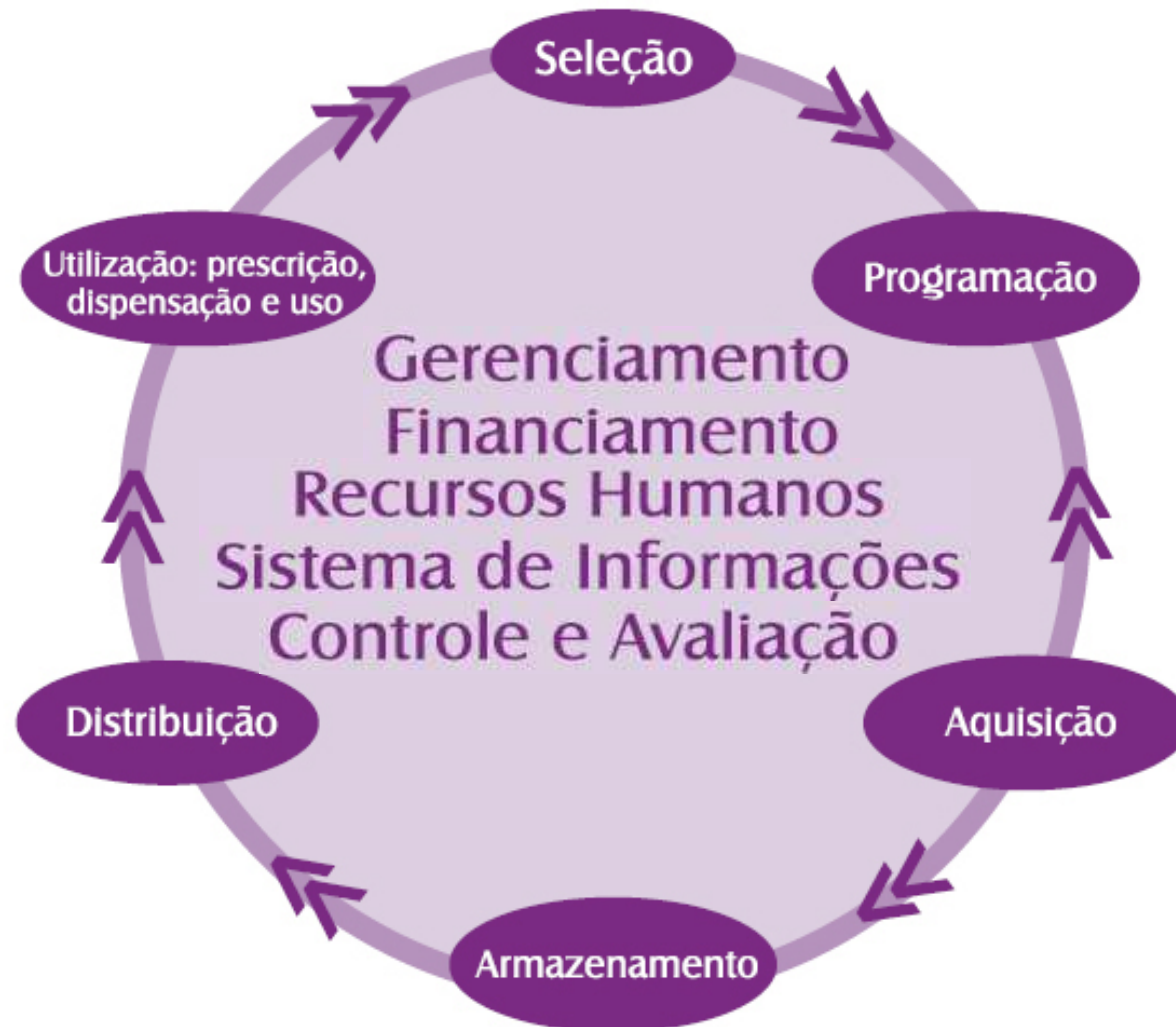 Seleção
Programação
Aquisição
Armazenamento
Distribuição
Utilização: prescrição,
dispensação e uso
Gerenciamento
Financiamento
Recursos Humanos
Sistema de Informações
Controle e Avaliação